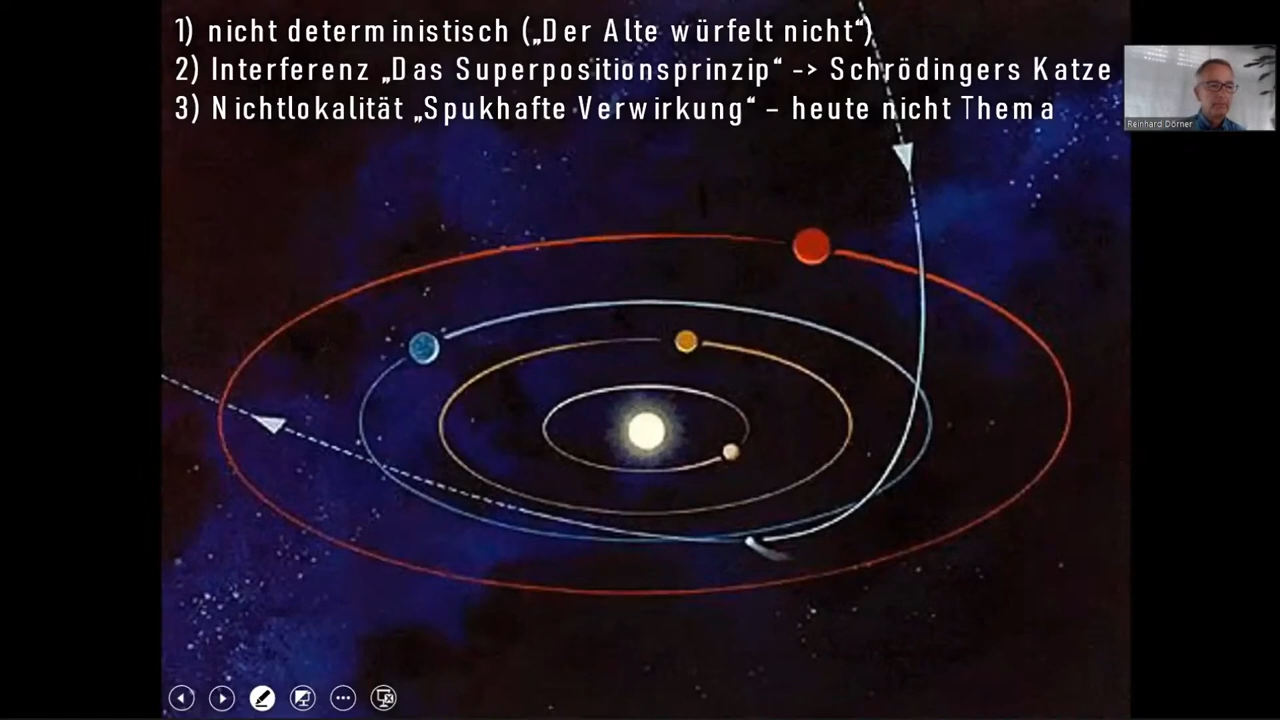 1) nicht deterministisch („Der Alte würfelt nicht“)
2) Interferenz „Das Superpositionsprinzip“ -> Schrödingers Katze
3) Nichtlokalität „Spukhafte Verwirkung“ – heute nicht Thema
Reinhard Dörner